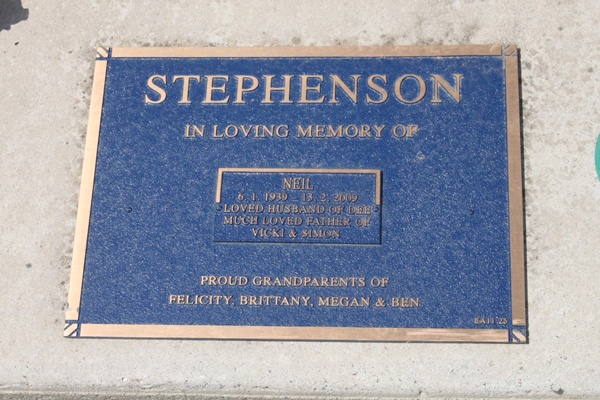 STEPHENSON
IN LOVING MEMORY OF
NEIL
6. 1. 1939 - 13. 2. 2009
LOVED HUSBAND OF DEE
MUCH LOVED FATHER OF
VICKI & SIMON
PROUD GRANDPARENTS OF
FELICITY, BRITTANY, MEGAN & BEN